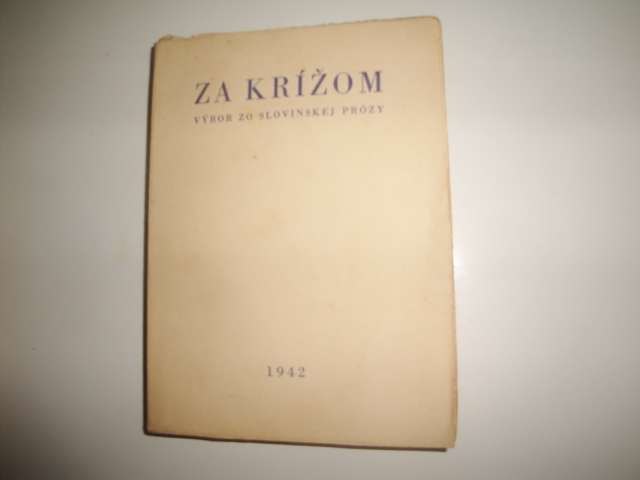 ZA KRÍŽOM
VÝBOR ZO SLOVINSKEJ PRÓZY
1942